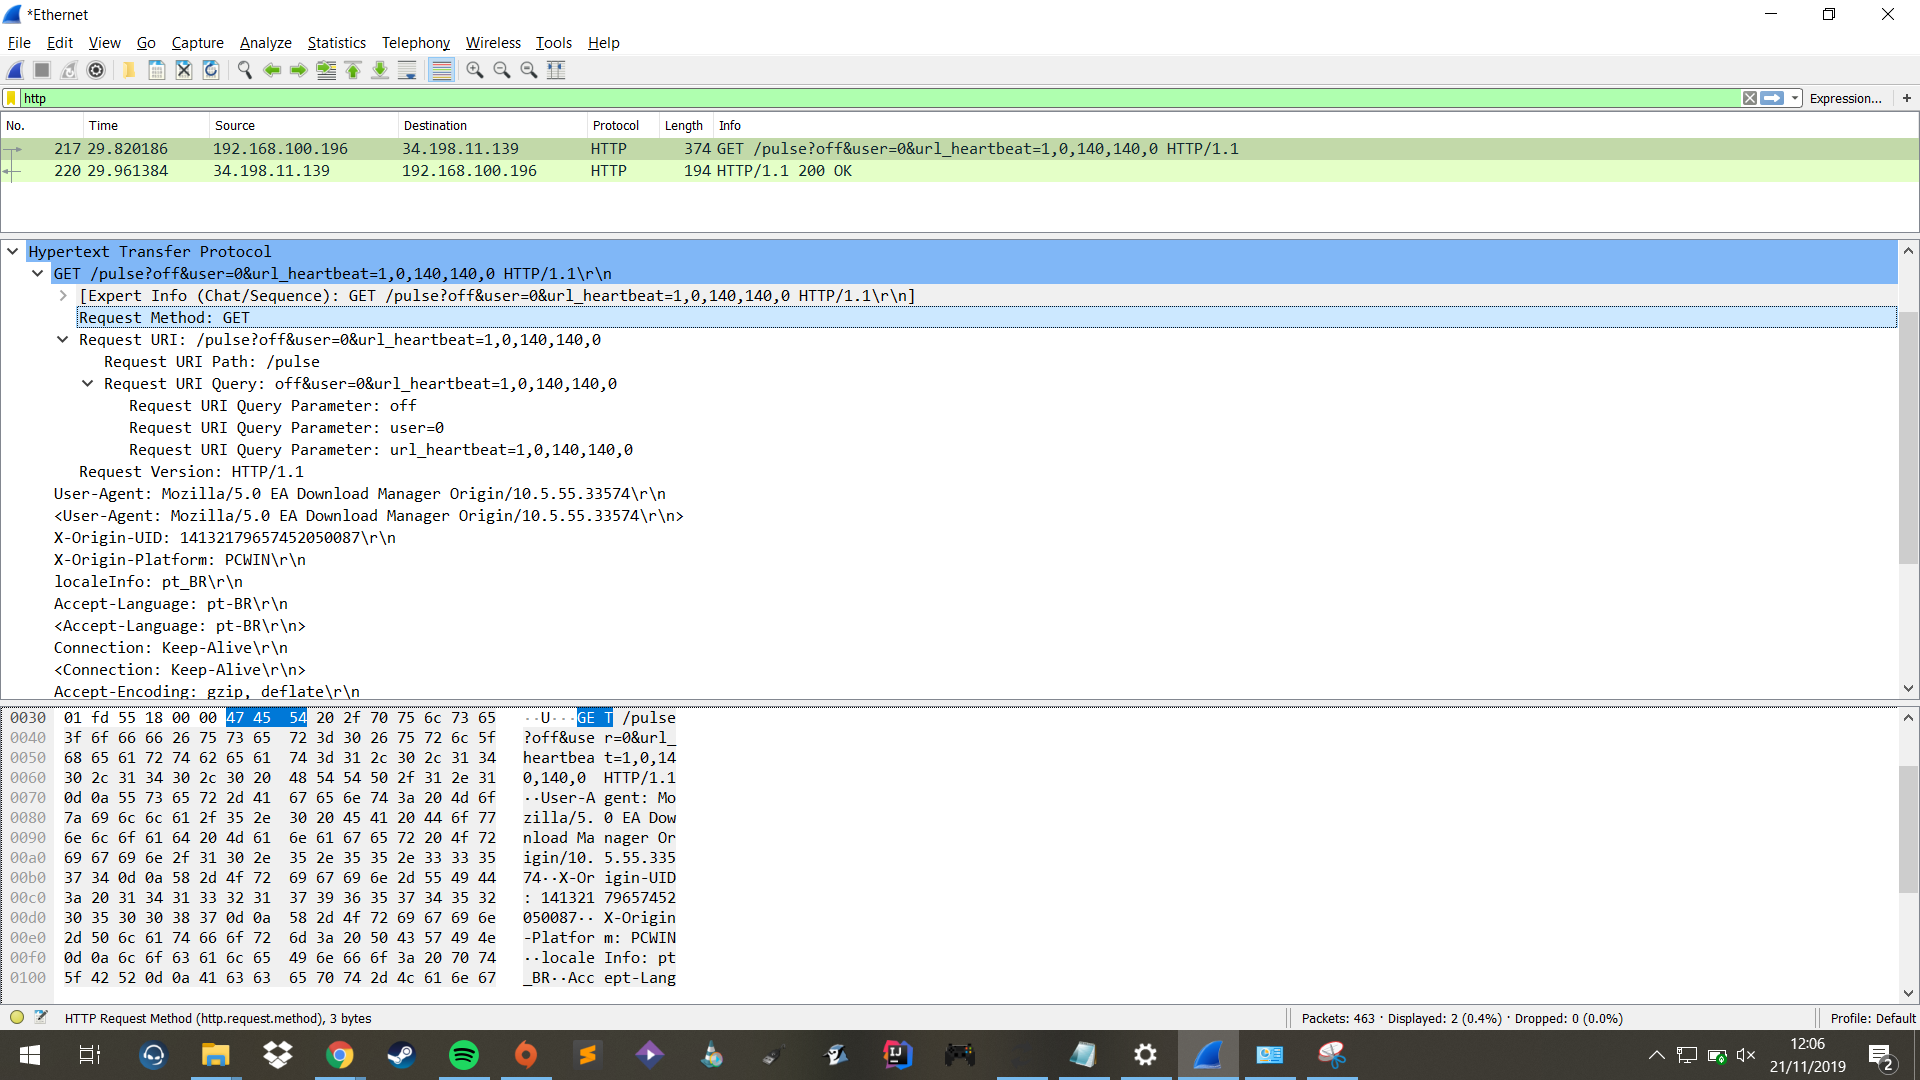 *Ethernet
File Edit View Go Capture Analyze Statistics Telephony Wireless Tools Help
http Expression... +
No. Time Source Destination Protocol Length Info
217 29.820186 192.168.100.196 34.198.11.139 HTTP 374 GET /pulse?off&user=0&url_heartbeat=1,0,140,140,0 HTTP/1.1
220 29.961384 34.198.11.139 192.168.100.196 HTTP 194 HTTP/1.1 200 OK
Hypertext Transfer Protocol
GET /pulse?off&user=0&url_heartbeat=1,0,140,140,0 HTTP/1.1\r\n
[Expert Info (Chat/Sequence): GET /pulse?off&user=0&url_heartbeat=1,0,140,140,0 HTTP/1.1\r\n]
Request Method: GET
Request URI: /pulse?off&user=0&url_heartbeat=1,0,140,140,0
Request URI Path: /pulse
Request URI Query: off&user=0&url_heartbeat=1,0,140,140,0
Request URI Query Parameter: off
Request URI Query Parameter: user=0
Request URI Query Parameter: url_heartbeat=1,0,140,140,0
Request Version: HTTP/1.1
User-Agent: Mozilla/5.0 EA Download Manager Origin/10.5.55.33574\r\n
<User-Agent: Mozilla/5.0 EA Download Manager Origin/10.5.55.33574\r\n>
X-Origin-UID: 14132179657452050087\r\n
X-Origin-Platform: PCWIN\r\n
localeInfo: pt_BR\r\n
Accept-Language: pt-BR\r\n
<Accept-Language: pt-BR\r\n>
Connection: Keep-Alive\r\n
<Connection: Keep-Alive\r\n>
Accept-Encoding: gzip, deflate\r\n
0030 01 fd 55 18 00 00 47 45 54 20 2f 70 75 6c 73 65 ··U···GE T /pulse
0040 3f 6f 66 66 26 75 73 65 72 3d 30 26 75 72 6c 5f ?off&use r=0&url_
0050 68 65 61 72 74 62 65 61 74 3d 31 2c 30 2c 31 34 heartbea t=1,0,14
0060 30 2c 31 34 30 2c 30 20 48 54 54 50 2f 31 2e 31 0,140,0 HTTP/1.1
0070 0d 0a 55 73 65 72 2d 41 67 65 6e 74 3a 20 4d 6f ··User-A gent: Mo
0080 7a 69 6c 6c 61 2f 35 2e 30 20 45 41 20 44 6f 77 zilla/5. 0 EA Dow
0090 6e 6c 6f 61 64 20 4d 61 6e 61 67 65 72 20 4f 72 nload Ma nager Or
00a0 69 67 69 6e 2f 31 30 2e 35 2e 35 35 2e 33 33 35 igin/10. 5.55.335
00b0 37 34 0d 0a 58 2d 4f 72 69 67 69 6e 2d 55 49 44 74··X-Or igin-UID
00c0 3a 20 31 34 31 33 32 31 37 39 36 35 37 34 35 32 : 141321 79657452
00d0 30 35 30 30 38 37 0d 0a 58 2d 4f 72 69 67 69 6e 050087·· X-Origin
00e0 2d 50 6c 61 74 66 6f 72 6d 3a 20 50 43 57 49 4e -Platfor m: PCWIN
00f0 0d 0a 6c 6f 63 61 6c 65 49 6e 66 6f 3a 20 70 74 ··locale Info: pt
0100 5f 42 52 0d 0a 41 63 63 65 70 74 2d 4c 61 6e 67 _BR··Acc ept-Lang
HTTP Request Method (http.request.method), 3 bytes Packets: 463 · Displayed: 2 (0.4%) · Dropped: 0 (0.0%) Profile: Default
12:06
21/11/2019
2